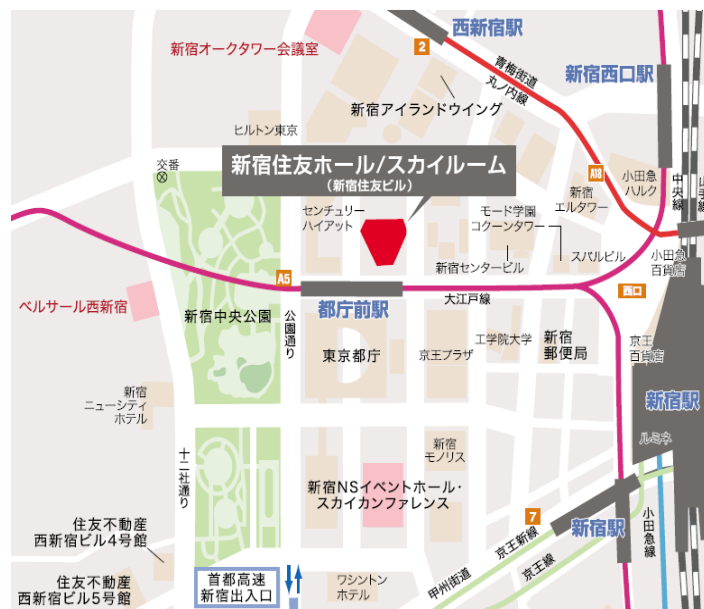 西新宿駅
新宿オークタワー会議室
2
青梅街道
丸ノ内線
新宿西口駅
新宿アイランドウイング
ヒルトン東京
交番
新宿住友ホール/スカイルーム
(新宿住友ビル)
A18
小田急
ハルク
中央線
山手線
新宿
エルタワー
センチュリー
ハイアット
モード学園
コクーンタワー
新宿センタービル
スバルビル
小田急
百貨店
A5
西口
ベルサール西新宿
都庁前駅
大江戸線
新宿中央公園
公園通り
東京都庁
京王プラザ
工学院大学
新宿
郵便局
京王
百貨店
新宿
ニューシティ
ホテル
新宿駅
ルミネ
十二社通り
新宿
モノリス
新宿NSイベントホール・
スカイカンファレンス
7
新宿駅
小田急線
京王新線
京王線
甲州街道
住友不動産
西新宿ビル4号館
住友不動産
西新宿ビル5号館
首都高速
新宿出入口
ワシントン
ホテル